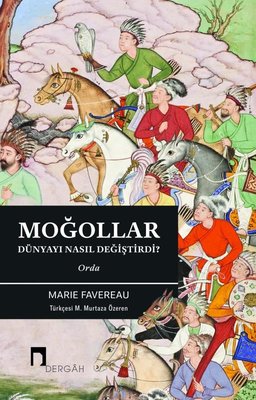 MOĞOLLAR
DÜNYAYI NASIL DEĞİŞTİRDİ?
Orda
MARIE FAVEREAU
Türkçesi M. Murtaza Özeren
DERGÂH